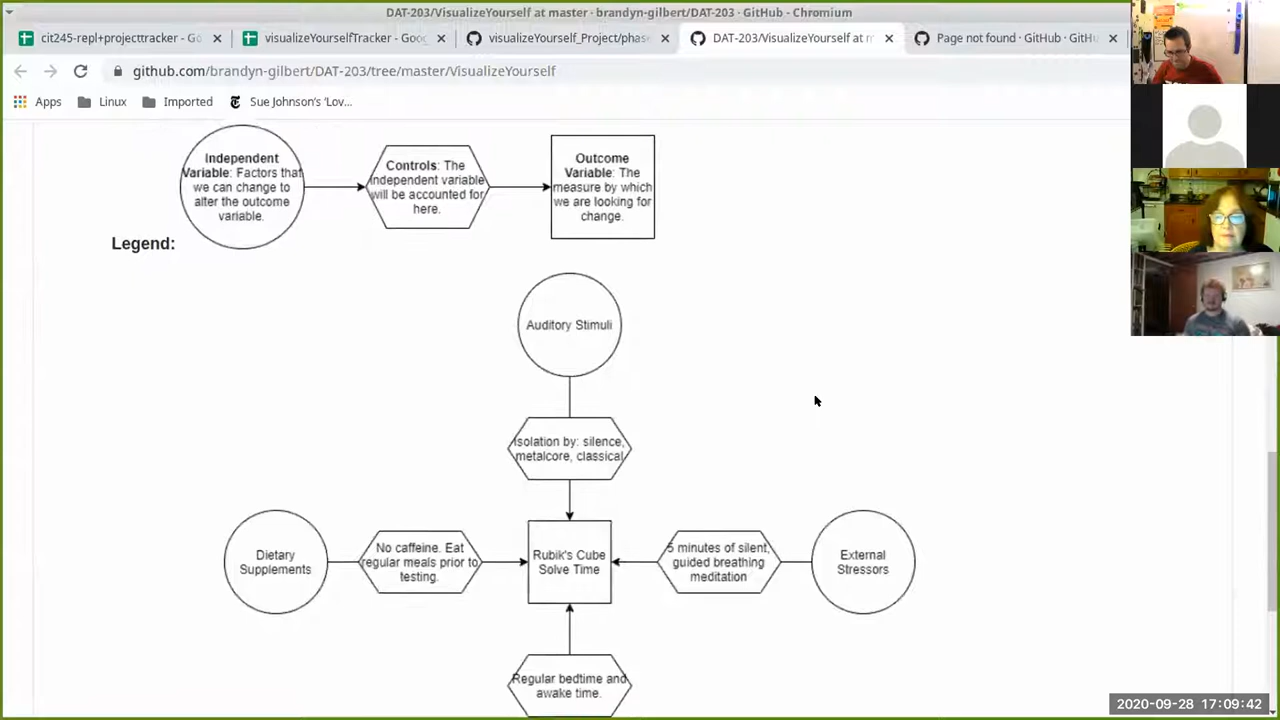 DAT-203/VisualizeYourself at master · brandyn-gilbert/DAT-203 · GitHub - Chromium
cit245-repl+projecttracker - Go
visualizeYourselfTracker - Goo
visualizeYourself_Project/phase
DAT-203/VisualizeYourself at m
Page not found · GitHub · GitHu
github.com/brandyn-gilbert/DAT-203/tree/master/VisualizeYourself
Apps
Linux
Imported
Sue Johnson's 'Lov...
Independent
Variable: Factors that
we can change to
alter the outcome
variable.
Controls: The
independent variable
will be accounted for
here.
Outcome
Variable: The
measure by which
we are looking for
change.
Legend:
Auditory Stimuli
Isolation by: silence,
metalcore, classical
Dietary
Supplements
No caffeine. Eat
regular meals prior to
testing.
Rubik's Cube
Solve Time
5 minutes of silent,
guided breathing
meditation
External
Stressors
Regular bedtime and
awake time.
2020-09-28 17:09:42